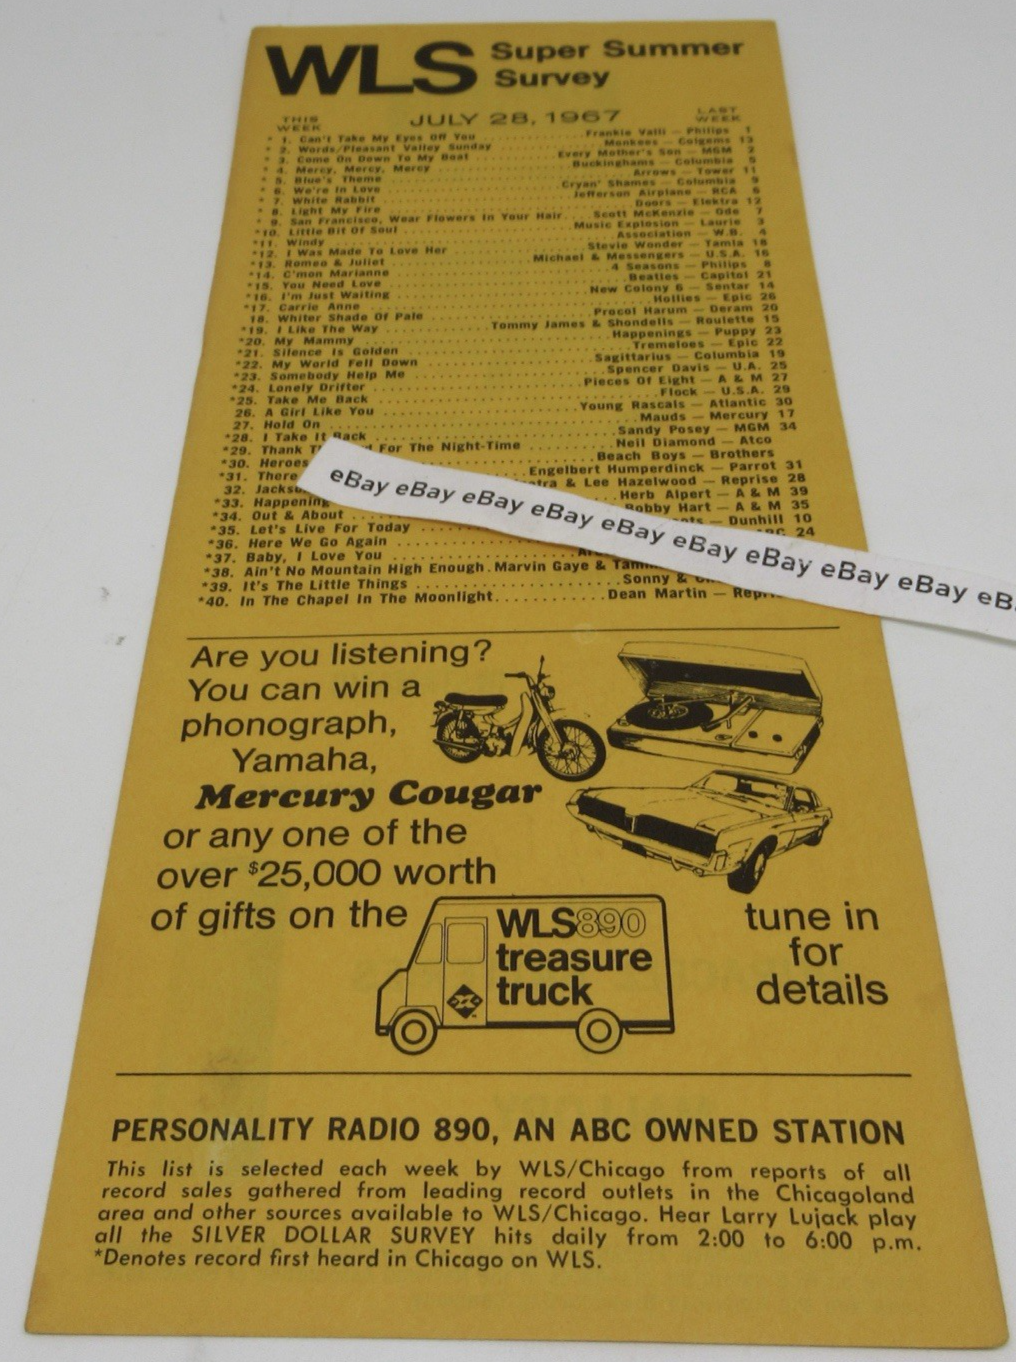 WLS Super Summer Survey
THIS WEEK JULY 28, 1967 LAST WEEK
* 1. Can't Take My Eyes Off You Frankie Valli — Philips 1
* 2. Words/Pleasant Valley Sunday Monkees — Colgems 13
* 3. Come On Down To My Boat Every Mother's Son — MGM 2
* 4. Mercy, Mercy, Mercy Buckinghams — Columbia 5
* 5. Blue's Theme Arrows — Tower 11
* 6. We're In Love Cryan' Shames — Columbia 9
* 7. White Rabbit Jefferson Airplane — RCA 6
* 8. Light My Fire Doors — Elektra 12
* 9. San Francisco, Wear Flowers In Your Hair Scott McKenzie — Ode 7
*10. Little Bit Of Soul Music Explosion — Laurie 3
*11. Windy Association — W.B. 4
*12. I Was Made To Love Her Stevie Wonder — Tamla 18
*13. Romeo & Juliet Michael & Messengers — U.S.A. 16
*14. C'mon Marianne 4 Seasons — Philips 8
*15. You Need Love Beatles — Capitol 21
*16. I'm Just Waiting New Colony 6 — Sentar 14
*17. Carrie Anne Hollies — Epic 26
18. Whiter Shade Of Pale Procol Harum — Deram 20
*19. I Like The Way Tommy James & Shondells — Roulette 15
*20. My Mammy Happenings — Puppy 23
*21. Silence Is Golden Tremeloes — Epic 22
*22. My World Fell Down Sagittarius — Columbia 19
*23. Somebody Help Me Spencer Davis — U.A. 25
*24. Lonely Drifter Pieces Of Eight — A & M 27
*25. Take Me Back Flock — U.S.A. 29
26. A Girl Like You Young Rascals — Atlantic 30
27. Hold On Mauds — Mercury 17
*28. I Take It Back Sandy Posey — MGM 34
*29. Thank For The Night-Time Neil Diamond — Atco
*30. Heroes Beach Boys — Brothers
*31. There Engelbert Humperdinck — Parrot 31
32. & Lee Hazelwood — Reprise 28
*33. Happening Herb Alpert — A & M 39
*34. Out & About Bobby Hart — A & M 35
*35. Let's Live For Today — Dunhill 10
*36. Here We Go Again 24
*37. Baby, I Love You
*38. Ain't No Mountain High Enough Marvin Gaye &
*39. It's The Little Things Sonny &
*40. In The Chapel In The Moonlight Dean Martin —
eBay eBay eBay eBay eBay eBay eBay eBay eBay
Are you listening?
You can win a
phonograph,
Yamaha,
Mercury Cougar
or any one of the
over $25,000 worth
of gifts on the
WLS890
treasure
truck
tune in
for
details
PERSONALITY RADIO 890, AN ABC OWNED STATION
This list is selected each week by WLS/Chicago from reports of all
record sales gathered from leading record outlets in the Chicagoland
area and other sources available to WLS/Chicago. Hear Larry Lujack play
all the SILVER DOLLAR SURVEY hits daily from 2:00 to 6:00 p.m.
*Denotes record first heard in Chicago on WLS.